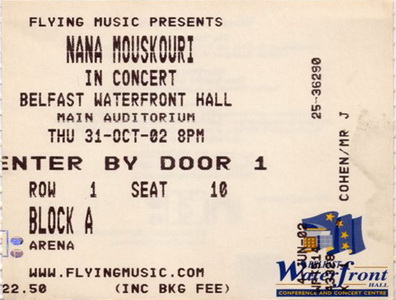 FLYING MUSIC PRESENTS
NANA MOUSKOURI
IN CONCERT
BELFAST WATERFRONT HALL
MAIN AUDITORIUM
THU 31-OCT-02 8PM
ENTER BY DOOR 1
ROW 1 SEAT 10
BLOCK A
ARENA
WWW.FLYINGMUSIC.COM
22.50 (INC BKG FEE)
25-36290
COHEN/MR J
Waterfront
HALL
CONFERENCE AND CONCERT CENTRE